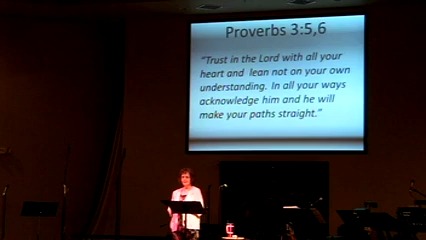 Proverbs 3:5,6
“Trust in the Lord with all your
heart and lean not on your own
understanding. In all your ways
acknowledge him and he will
make your paths straight.”